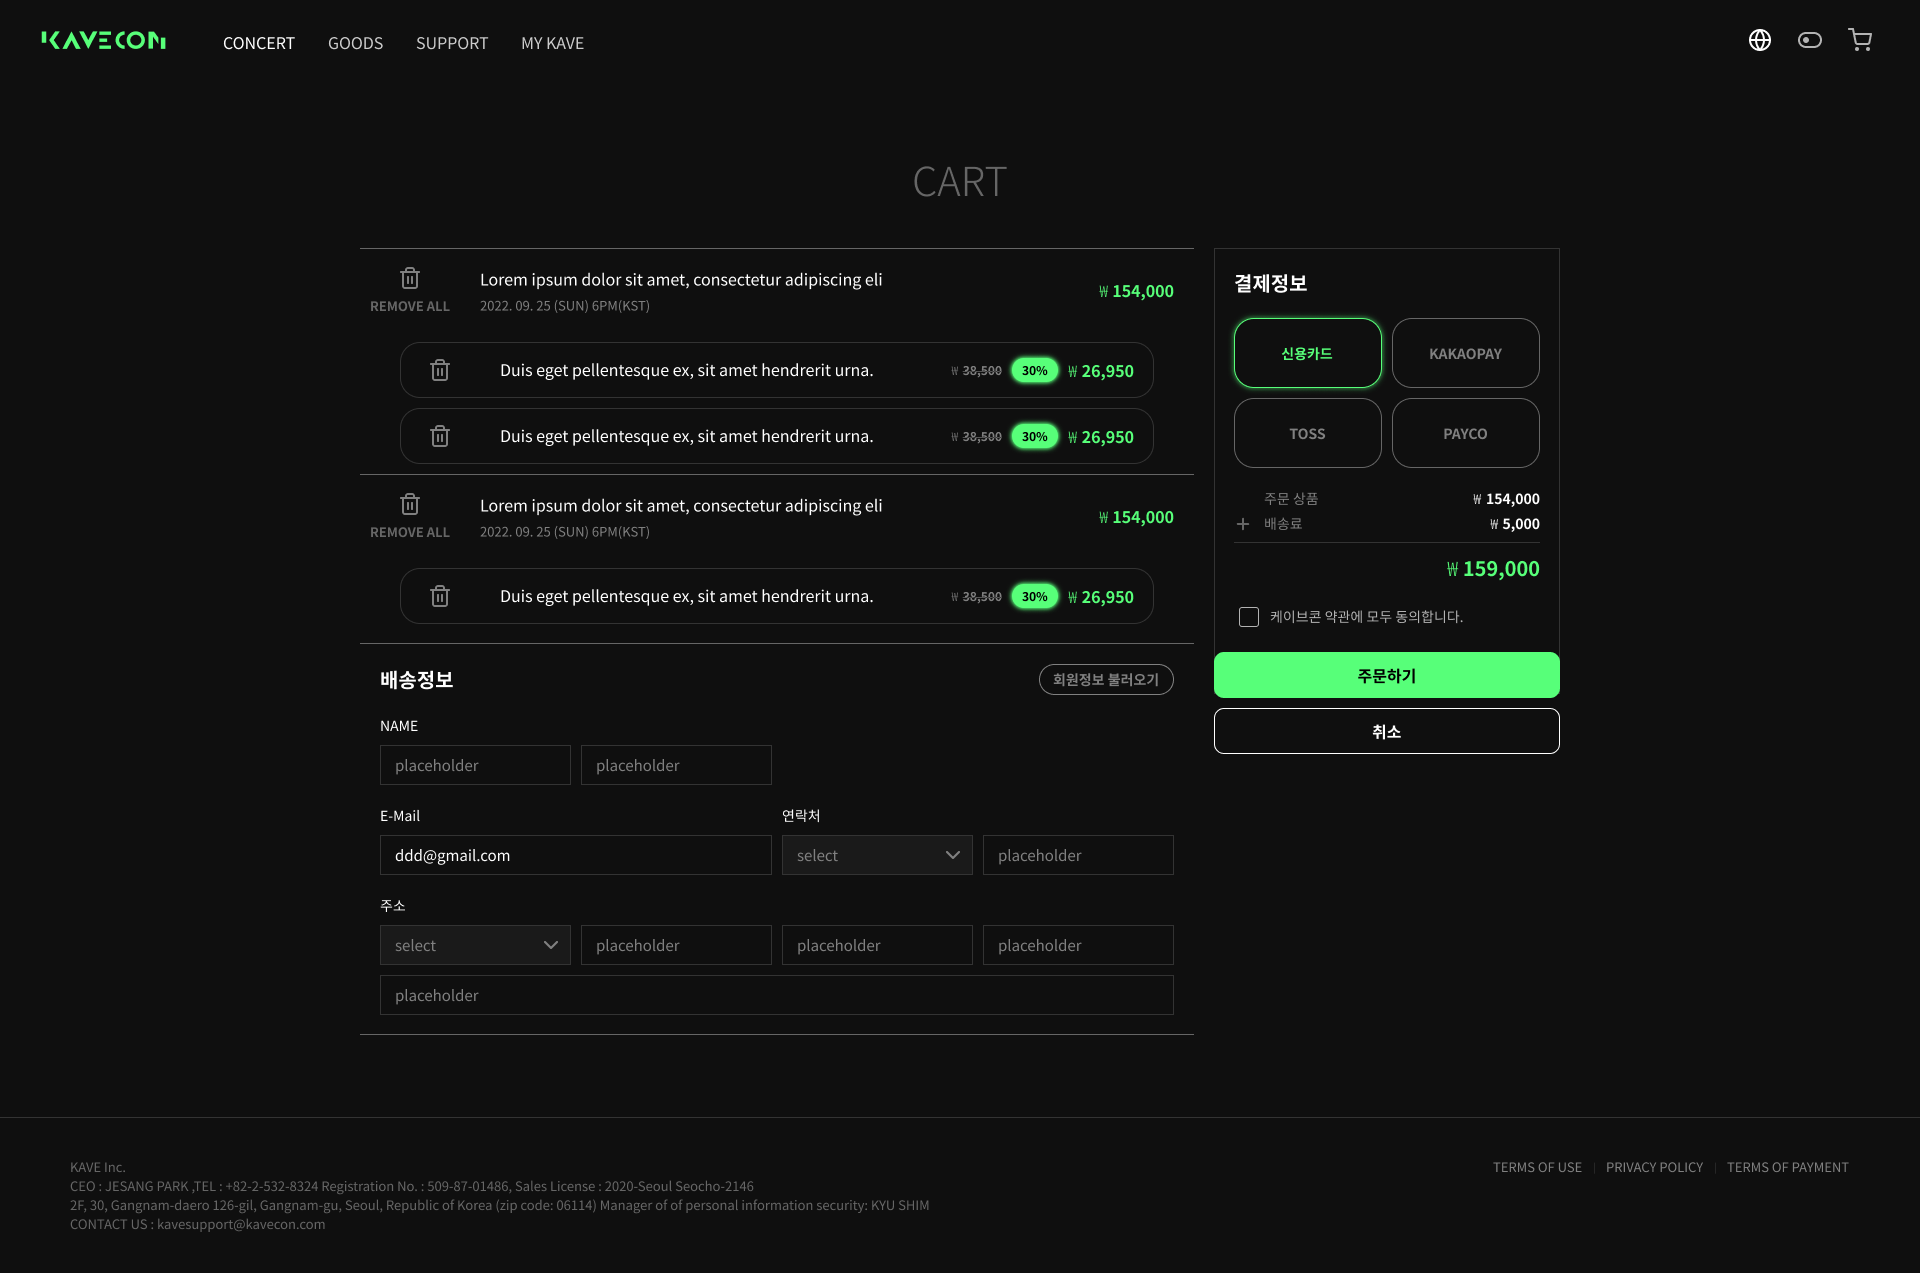 KAVECON
CONCERT GOODS SUPPORT MY KAVE
CART
Lorem ipsum dolor sit amet, consectetur adipiscing eli
REMOVE ALL 2022. 09. 25 (SUN) 6PM(KST)
₩ 154,000
Duis eget pellentesque ex, sit amet hendrerit urna. ₩ 38,500 30% ₩ 26,950
Duis eget pellentesque ex, sit amet hendrerit urna. ₩ 38,500 30% ₩ 26,950
Lorem ipsum dolor sit amet, consectetur adipiscing eli
REMOVE ALL 2022. 09. 25 (SUN) 6PM(KST)
₩ 154,000
Duis eget pellentesque ex, sit amet hendrerit urna. ₩ 38,500 30% ₩ 26,950
배송정보 회원정보 불러오기
NAME
placeholder placeholder
E-Mail 연락처
ddd@gmail.com select placeholder
주소
select placeholder placeholder placeholder
placeholder
결제정보
신용카드 KAKAOPAY
TOSS PAYCO
주문 상품 ₩ 154,000
+ 배송료 ₩ 5,000
₩ 159,000
케이브콘 약관에 모두 동의합니다.
주문하기
취소
KAVE Inc.
CEO : JESANG PARK ,TEL : +82-2-532-8324 Registration No. : 509-87-01486, Sales License : 2020-Seoul Seocho-2146
2F, 30, Gangnam-daero 126-gil, Gangnam-gu, Seoul, Republic of Korea (zip code: 06114) Manager of of personal information security: KYU SHIM
CONTACT US : kavesupport@kavecon.com
TERMS OF USE | PRIVACY POLICY | TERMS OF PAYMENT